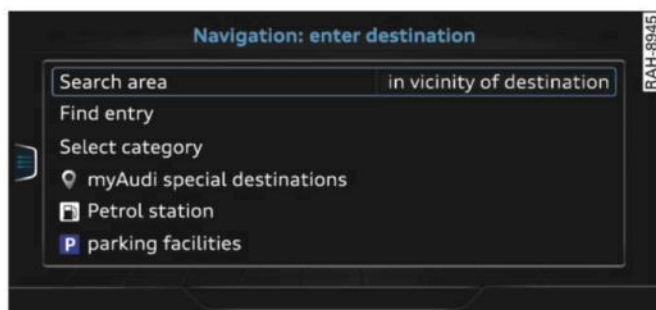 Navigation: enter destination
Search area in vicinity of destination
Find entry
Select category
myAudi special destinations
Petrol station
P parking facilities
RAH-8945